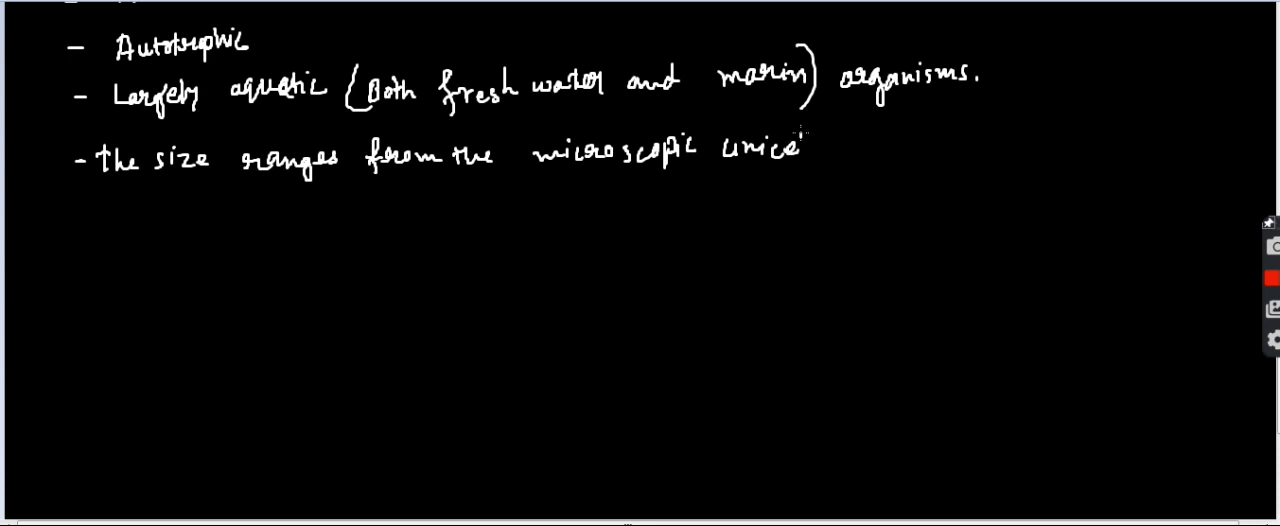 - Autotrophic
- Largely aquatic (Both fresh water and marin) organisms.
- the size ranges from the microscopic unice